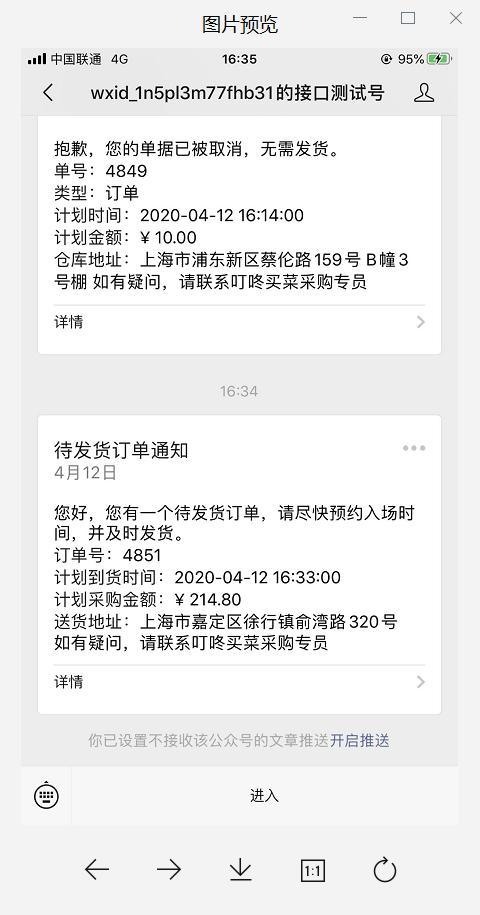 图片预览
中国联通 4G 16:35 95%
wxid_1n5pl3m77fhb31的接口测试号
抱歉，您的单据已被取消，无需发货。
单号：4849
类型：订单
计划时间：2020-04-12 16:14:00
计划金额：¥ 10.00
仓库地址：上海市浦东新区蔡伦路159号 B幢3
号棚 如有疑问，请联系叮咚买菜采购专员
详情
16:34
待发货订单通知
4月12日
您好，您有一个待发货订单，请尽快预约入场时
间，并及时发货。
订单号：4851
计划到货时间：2020-04-12 16:33:00
计划采购金额：¥ 214.80
送货地址：上海市嘉定区徐行镇俞湾路320号
如有疑问，请联系叮咚买菜采购专员
详情
你已设置不接收该公众号的文章推送开启推送
进入
1:1